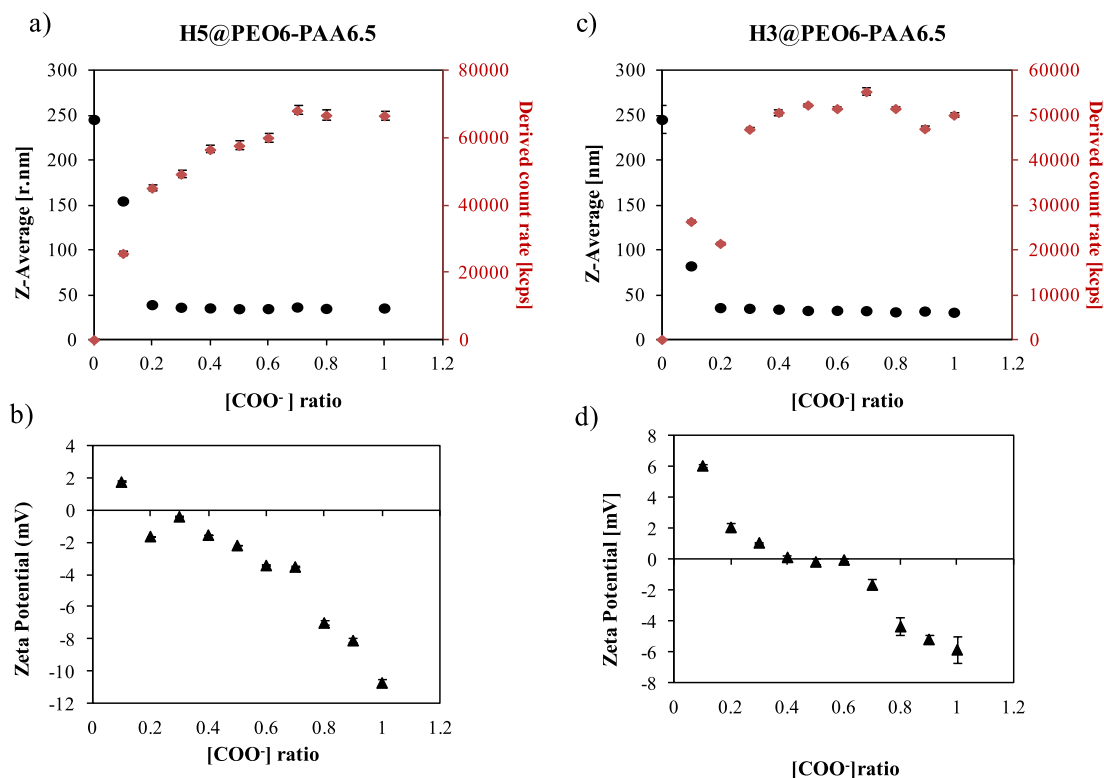 a)
H5@PEO6-PAA6.5
300
250
200
150
100
50
0
Z-Average [r.nm]
80000
60000
40000
20000
0
Derived count rate [kcps]
0 0.2 0.4 0.6 0.8 1 1.2
[COO⁻ ] ratio
c)
H3@PEO6-PAA6.5
300
250
200
150
100
50
0
Z-Average [nm]
60000
50000
40000
30000
20000
10000
0
Derived count rate [kcps]
0 0.2 0.4 0.6 0.8 1 1.2
[COO⁻] ratio
b)
4
2
0
-2
-4
-6
-8
-10
-12
Zeta Potential (mV)
0 0.2 0.4 0.6 0.8 1 1.2
[COO⁻] ratio
d)
8
6
4
2
0
-2
-4
-6
-8
Zeta Potential [mV]
0 0.2 0.4 0.6 0.8 1 1.2
[COO⁻]ratio